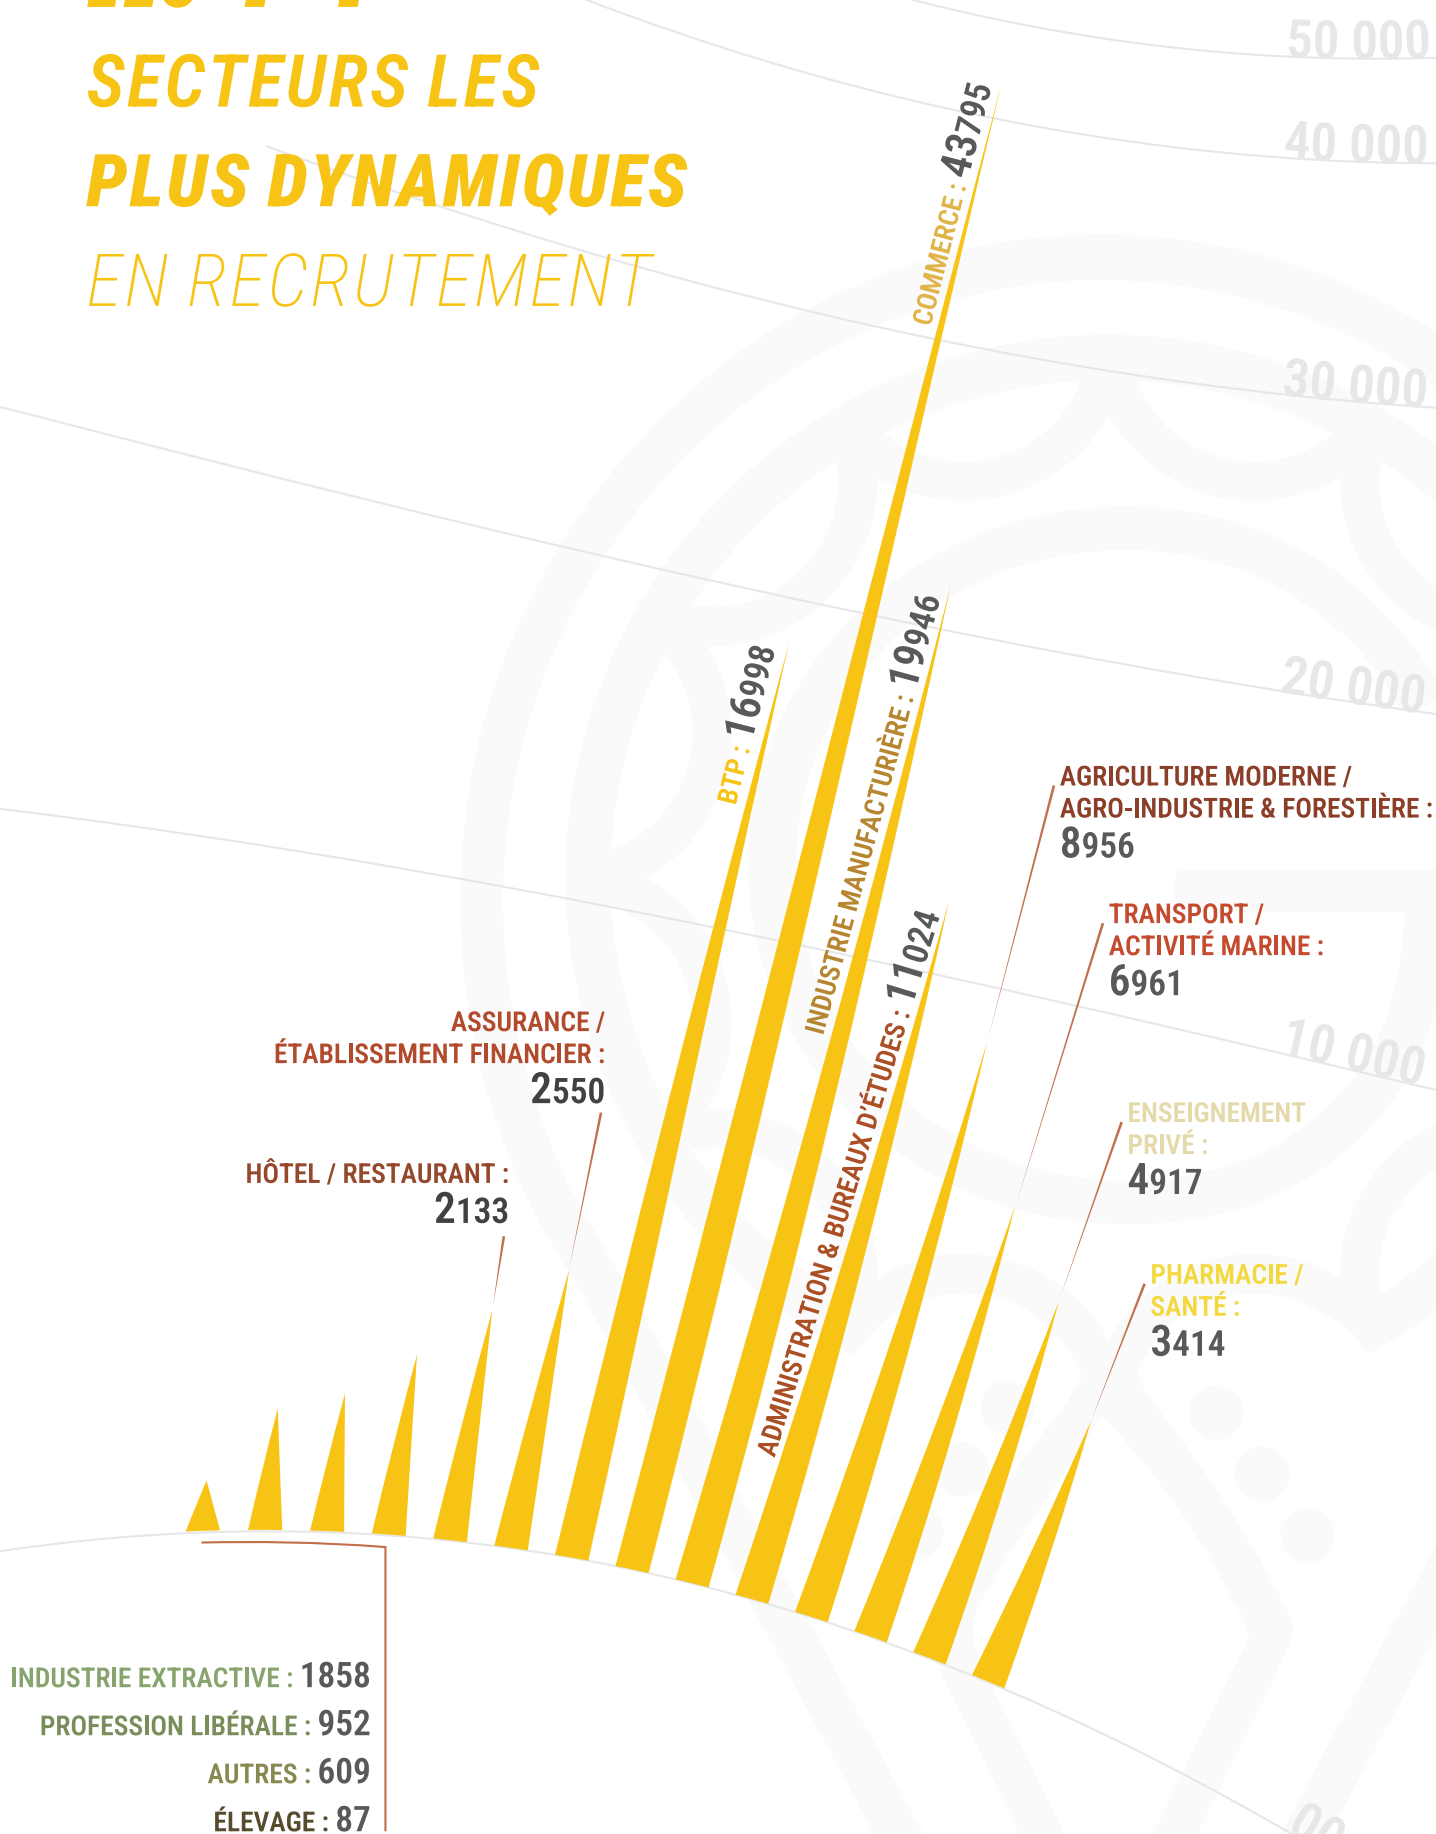 SECTEURS LES
PLUS DYNAMIQUES
EN RECRUTEMENT
50 000
40 000
30 000
20 000
10 000
COMMERCE : 43795
INDUSTRIE MANUFACTURIÈRE : 19946
BTP : 16998
ADMINISTRATION & BUREAUX D'ÉTUDES : 11024
AGRICULTURE MODERNE /
AGRO-INDUSTRIE & FORESTIÈRE :
8956
TRANSPORT /
ACTIVITÉ MARINE :
6961
ENSEIGNEMENT
PRIVÉ :
4917
PHARMACIE /
SANTÉ :
3414
ASSURANCE /
ÉTABLISSEMENT FINANCIER :
2550
HÔTEL / RESTAURANT :
2133
INDUSTRIE EXTRACTIVE : 1858
PROFESSION LIBÉRALE : 952
AUTRES : 609
ÉLEVAGE : 87